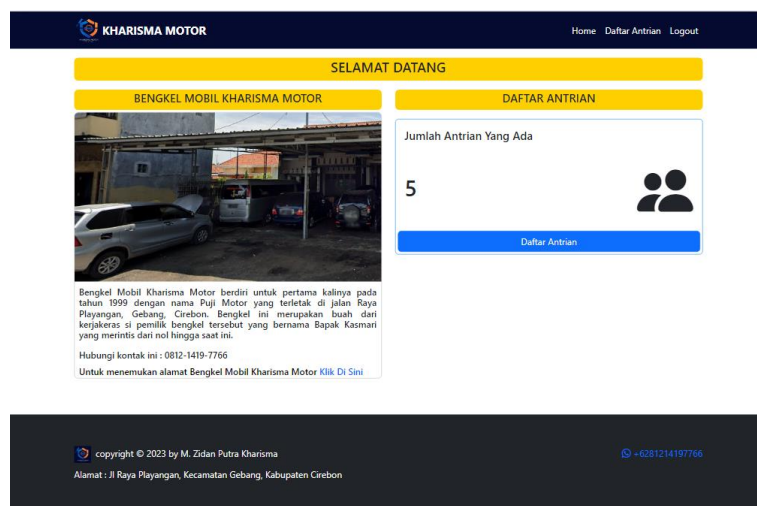 KHARISMA MOTOR
Home Daftar Antrian Logout
SELAMAT DATANG
BENGKEL MOBIL KHARISMA MOTOR
Bengkel Mobil Kharisma Motor berdiri untuk pertama kalinya pada
tahun 1999 dengan nama Puji Motor yang terletak di jalan Raya
Playangan, Gebang, Cirebon. Bengkel ini merupakan buah dari
kerjakeras si pemilik bengkel tersebut yang bernama Bapak Kasmari
yang merintis dari nol hingga saat ini.
Hubungi kontak ini : 0812-1419-7766
Untuk menemukan alamat Bengkel Mobil Kharisma Motor Klik Di Sini
DAFTAR ANTRIAN
Jumlah Antrian Yang Ada
5
Daftar Antrian
copyright © 2023 by M. Zidan Putra Kharisma
+6281214197766
Alamat : Jl Raya Playangan, Kecamatan Gebang, Kabupaten Cirebon